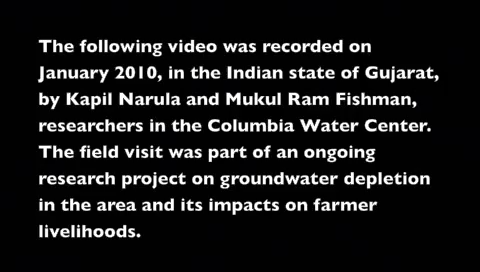 The following video was recorded on
January 2010, in the Indian state of Gujarat,
by Kapil Narula and Mukul Ram Fishman,
researchers in the Columbia Water Center.
The field visit was part of an ongoing
research project on groundwater depletion
in the area and its impacts on farmer
livelihoods.